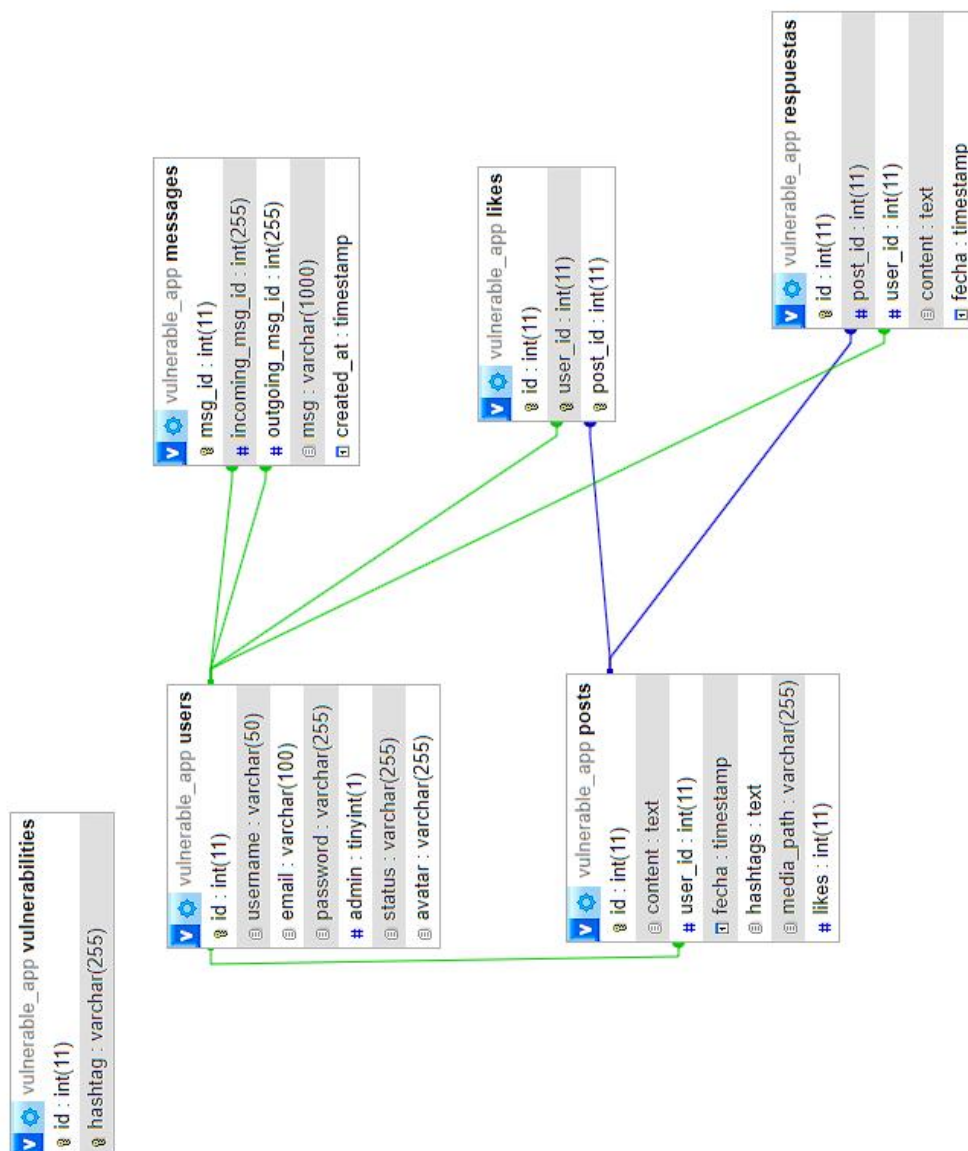 vulnerable_app vulnerabilities
id : int(11)
hashtag : varchar(255)
vulnerable_app users
id : int(11)
username : varchar(50)
email : varchar(100)
password : varchar(255)
admin : tinyint(1)
status : varchar(255)
avatar : varchar(255)
vulnerable_app messages
msg_id : int(11)
incoming_msg_id : int(255)
outgoing_msg_id : int(255)
msg : varchar(1000)
created_at : timestamp
vulnerable_app posts
id : int(11)
content : text
user_id : int(11)
fecha : timestamp
hashtags : text
media_path : varchar(255)
likes : int(11)
vulnerable_app likes
id : int(11)
user_id : int(11)
post_id : int(11)
vulnerable_app respuestas
id : int(11)
post_id : int(11)
user_id : int(11)
content : text
fecha : timestamp